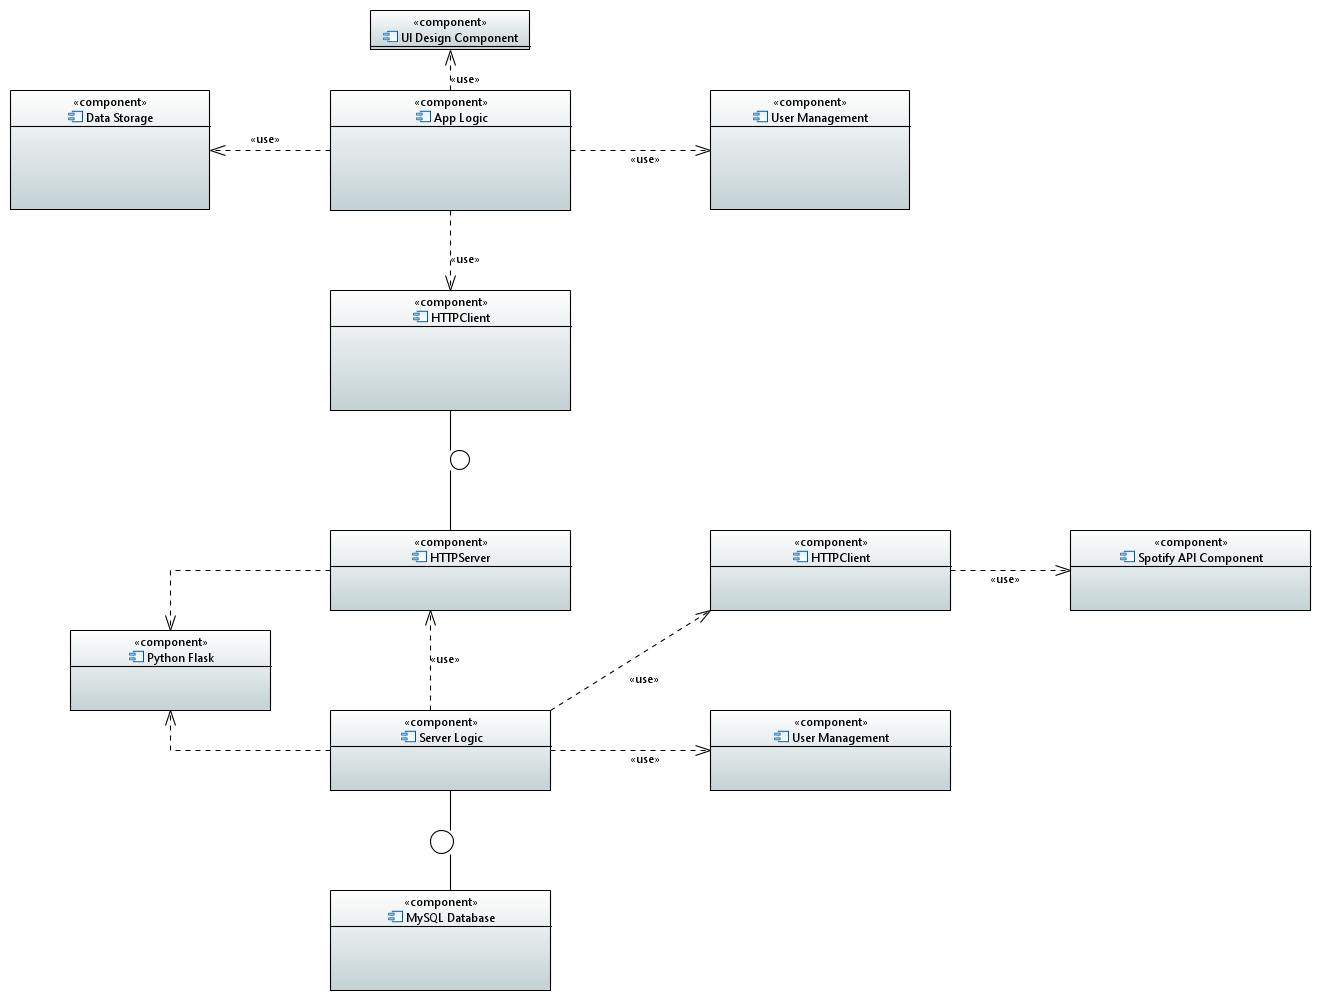 «component»
UI Design Component
«use»
«component»
Data Storage
«use»
«component»
App Logic
«use»
«component»
User Management
«use»
«component»
HTTPClient
«component»
HTTPServer
«component»
HTTPClient
«use»
«component»
Spotify API Component
«component»
Python Flask
«use»
«use»
«component»
Server Logic
«use»
«component»
User Management
«component»
MySQL Database